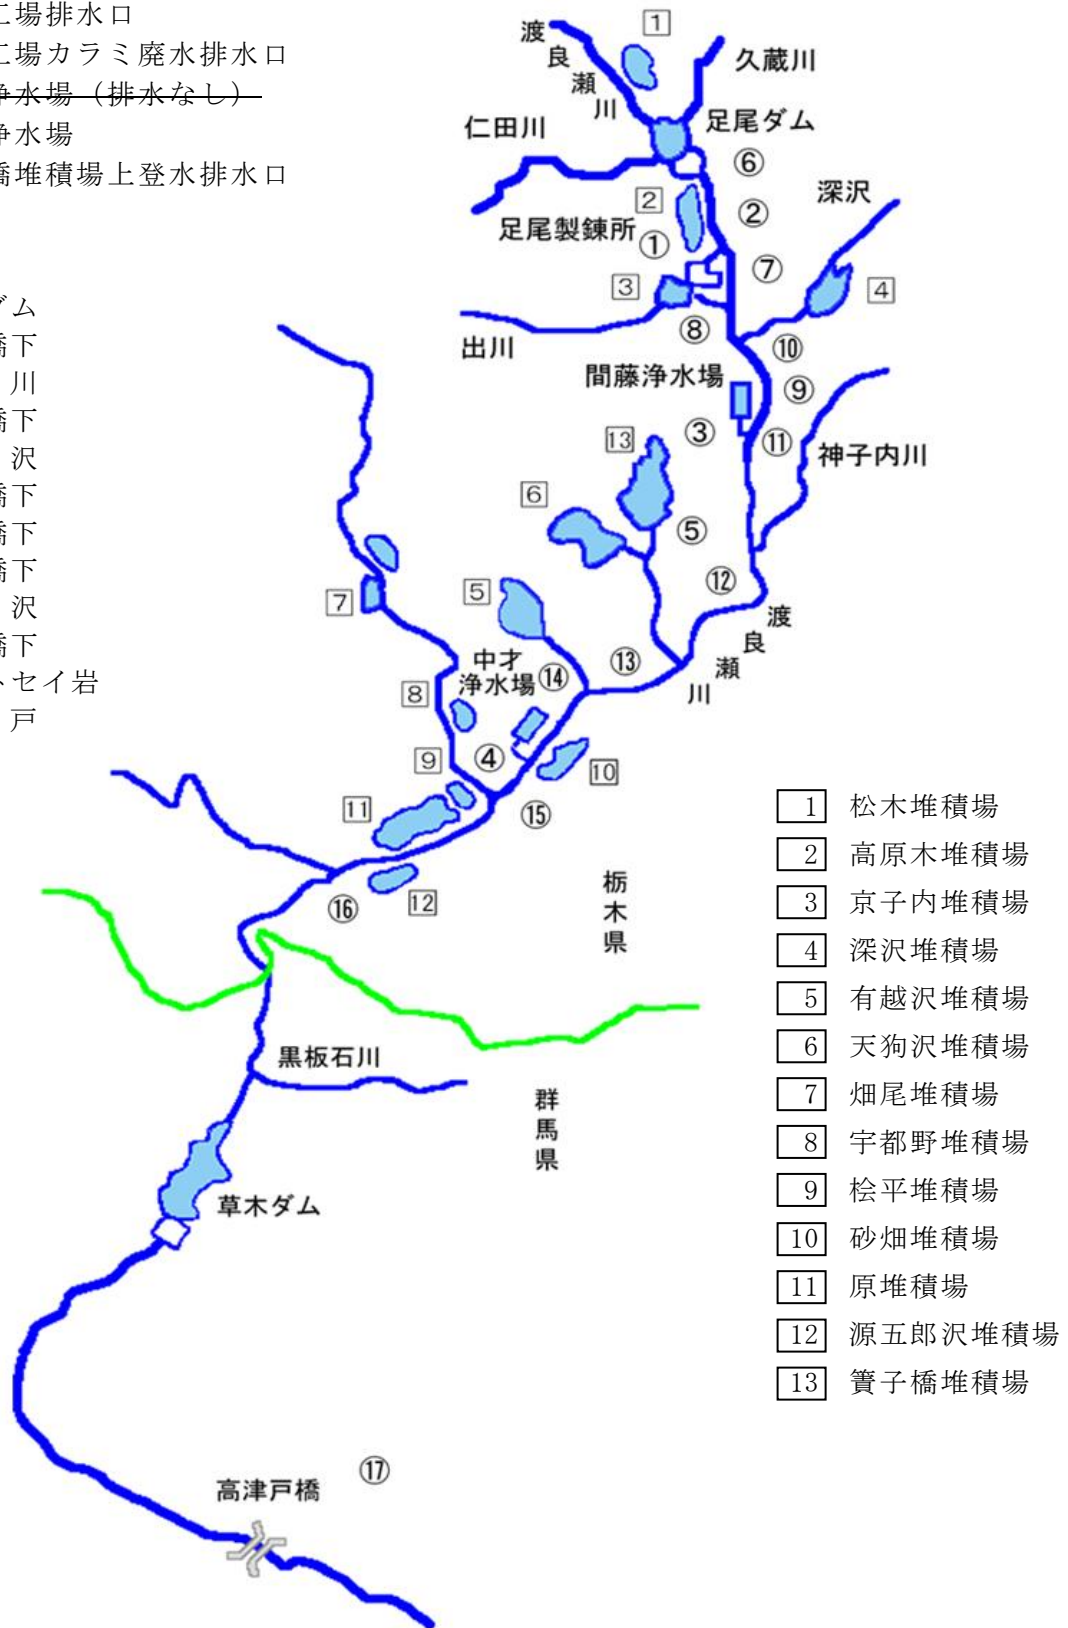 工場排水口
工場カラミ廃水排水口
浄水場（排水なし）
浄水場
橋堆積場上登水排水口
ダム
橋下
川
橋下
沢
橋下
橋下
橋下
沢
橋下
トセイ岩
戸
1
渡良瀬川
久蔵川
足尾ダム
仁田川
⑥
2
②
深沢
足尾製錬所
①
⑦
3
4
⑧
⑩
出川
間藤浄水場
⑨
13
③
⑪
神子内川
6
⑤
⑫
7
5
渡良瀬川
中才
浄水場
⑭
⑬
8
9
④
10
11
⑮
12
⑯
栃木県
黒板石川
群馬県
草木ダム
高津戸橋
⑰
1 松木堆積場
2 高原木堆積場
3 京子内堆積場
4 深沢堆積場
5 有越沢堆積場
6 天狗沢堆積場
7 畑尾堆積場
8 宇都野堆積場
9 桧平堆積場
10 砂畑堆積場
11 原堆積場
12 源五郎沢堆積場
13 簀子橋堆積場